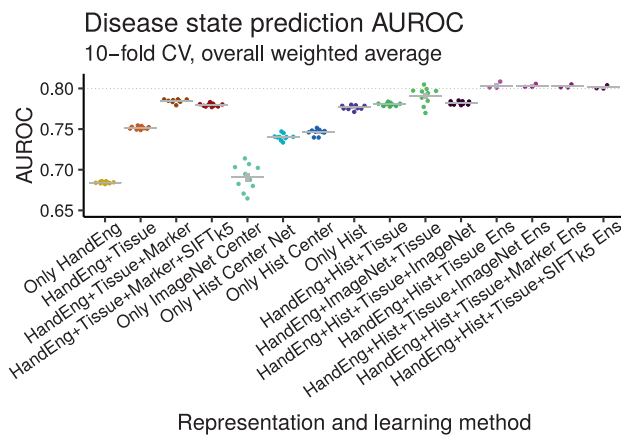 Disease state prediction AUROC
10−fold CV, overall weighted average
AUROC
0.80
0.75
0.70
0.65
Only HandEng
HandEng+Tissue
HandEng+Tissue+Marker
HandEng+Tissue+Marker+SIFTk5
Only ImageNet Center
Only Hist Center Net
Only Hist Center
Only Hist
HandEng+Hist+Tissue
HandEng+ImageNet+Tissue
HandEng+Hist+Tissue+ImageNet
HandEng+Hist+Tissue Ens
HandEng+Hist+Tissue+ImageNet Ens
HandEng+Hist+Tissue+Marker Ens
HandEng+Hist+Tissue+SIFTk5 Ens
Representation and learning method